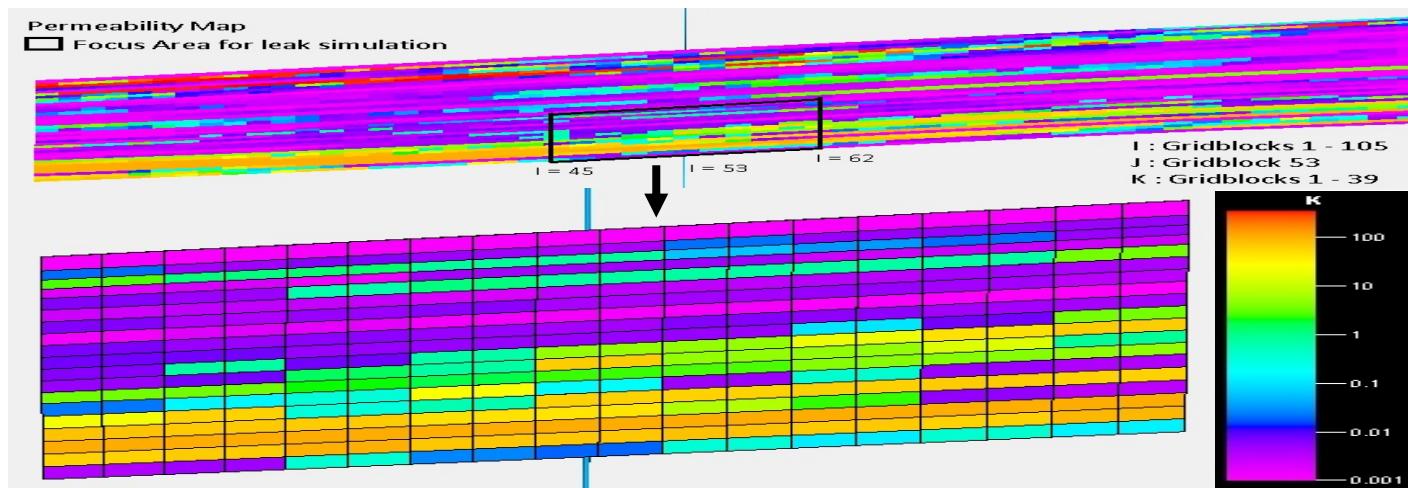 Permeability Map
Focus Area for leak simulation
I = 45
I = 53
I = 62
I : Gridblocks 1 - 105
J : Gridblock 53
K : Gridblocks 1 - 39
K
100
10
1
0.1
0.01
0.001